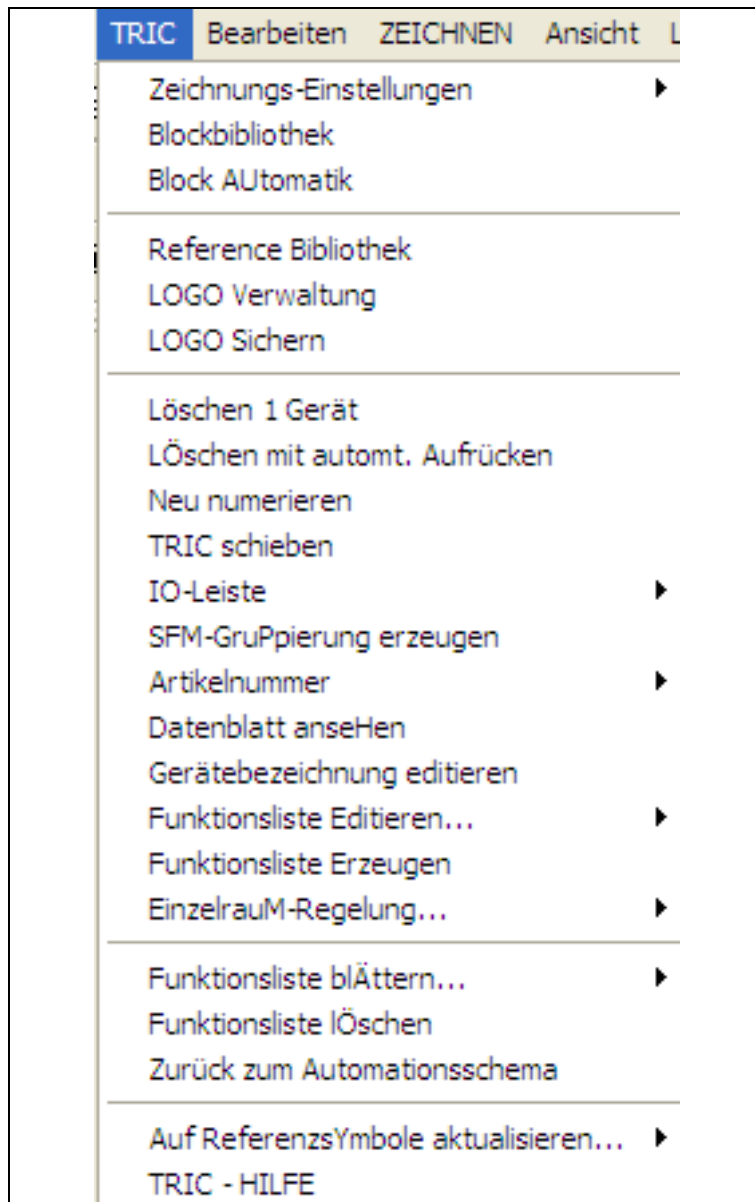 TRIC Bearbeiten ZEICHNEN Ansicht L
Zeichnungs-Einstellungen
Blockbibliothek
Block AUtomatik
Reference Bibliothek
LOGO Verwaltung
LOGO Sichern
Löschen 1 Gerät
LÖschen mit automt. Aufrücken
Neu numerieren
TRIC schieben
IO-Leiste
SFM-GruPpierung erzeugen
Artikelnummer
Datenblatt anseHen
Gerätebezeichnung editieren
Funktionsliste Editieren...
Funktionsliste Erzeugen
EinzelrauM-Regelung...
Funktionsliste blÄttern...
Funktionsliste lÖschen
Zurück zum Automationsschema
Auf ReferenzsYmbole aktualisieren...
TRIC - HILFE